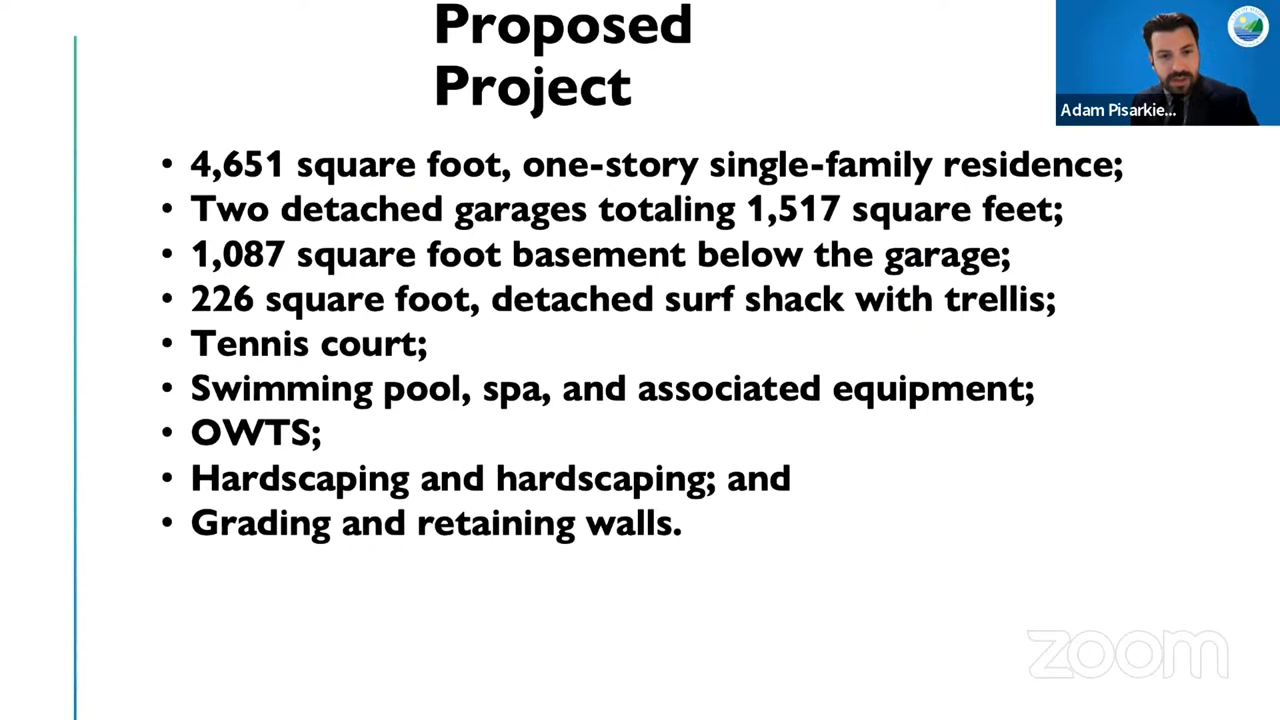 Proposed
Project
Adam Pisarkie...
• 4,651 square foot, one-story single-family residence;
• Two detached garages totaling 1,517 square feet;
• 1,087 square foot basement below the garage;
• 226 square foot, detached surf shack with trellis;
• Tennis court;
• Swimming pool, spa, and associated equipment;
• OWTS;
• Hardscaping and hardscaping; and
• Grading and retaining walls.
zoom